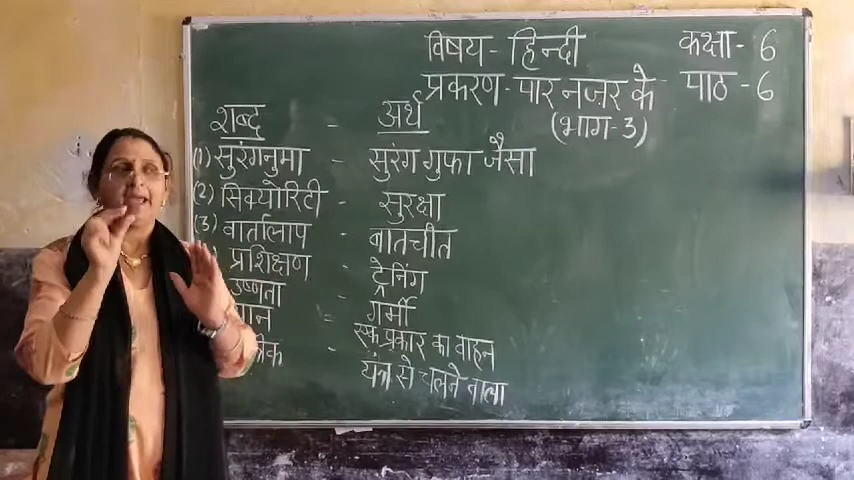 विषय- हिन्दी कक्षा- 6
प्रकरण- पार नज़र के पाठ - 6
(भाग- 3)
शब्द - अर्थ
(1) सुरंगनुमा - सुरंग गुफा जैसा
(2) सिक्योरिटी - सुरक्षा
(3) वार्तालाप - बातचीत
प्रशिक्षण - ट्रेनिंग
उष्णता - गर्मी
यान - एक प्रकार का वाहन
त्रिक - यंत्र से चलने वाला